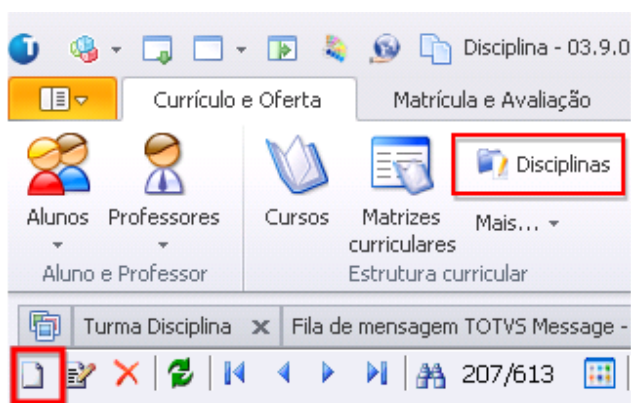 Disciplina - 03.9.0
Currículo e Oferta Matrícula e Avaliação
Disciplinas
Alunos Professores Cursos Matrizes curriculares Mais...
Aluno e Professor Estrutura curricular
Turma Disciplina Fila de mensagem TOTVS Message -
207/613